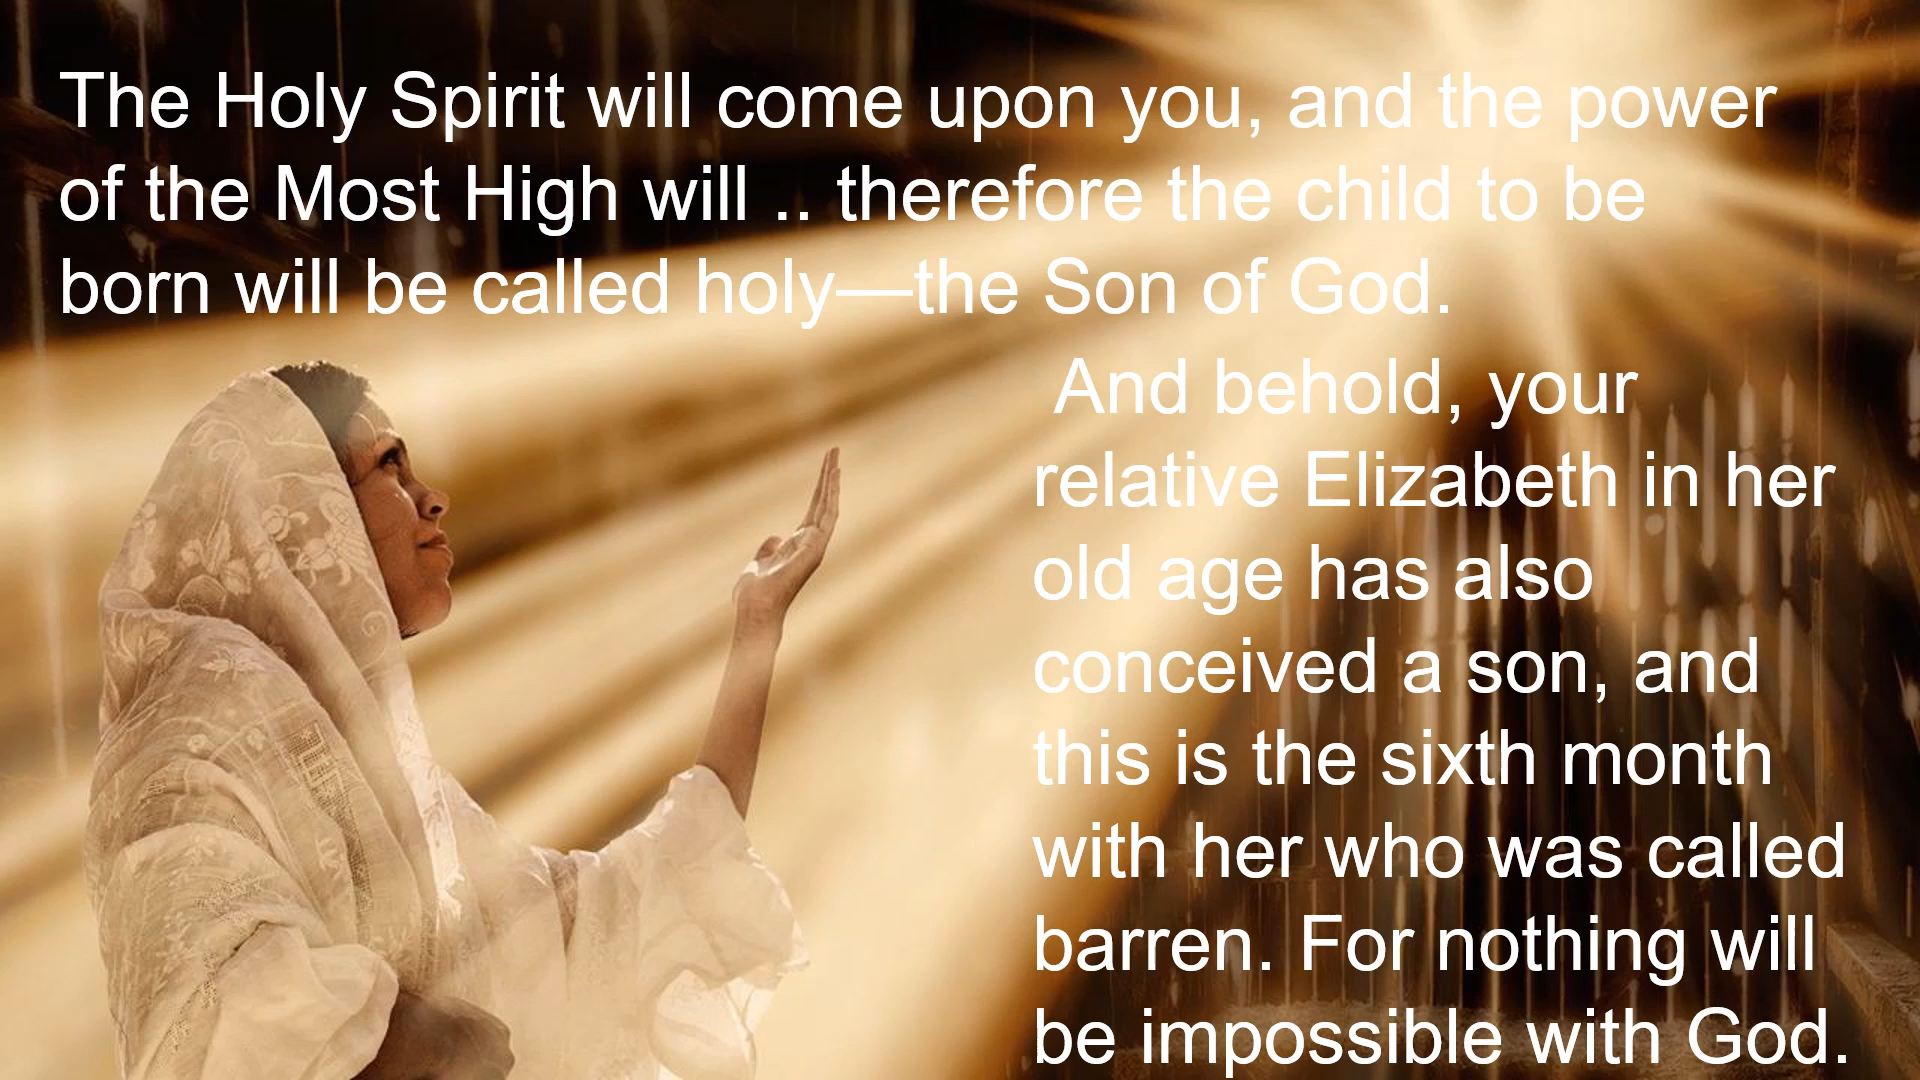 The Holy Spirit will come upon you, and the power
of the Most High will .. therefore the child to be
born will be called holy—the Son of God.
And behold, your
relative Elizabeth in her
old age has also
conceived a son, and
this is the sixth month
with her who was called
barren. For nothing will
be impossible with God.